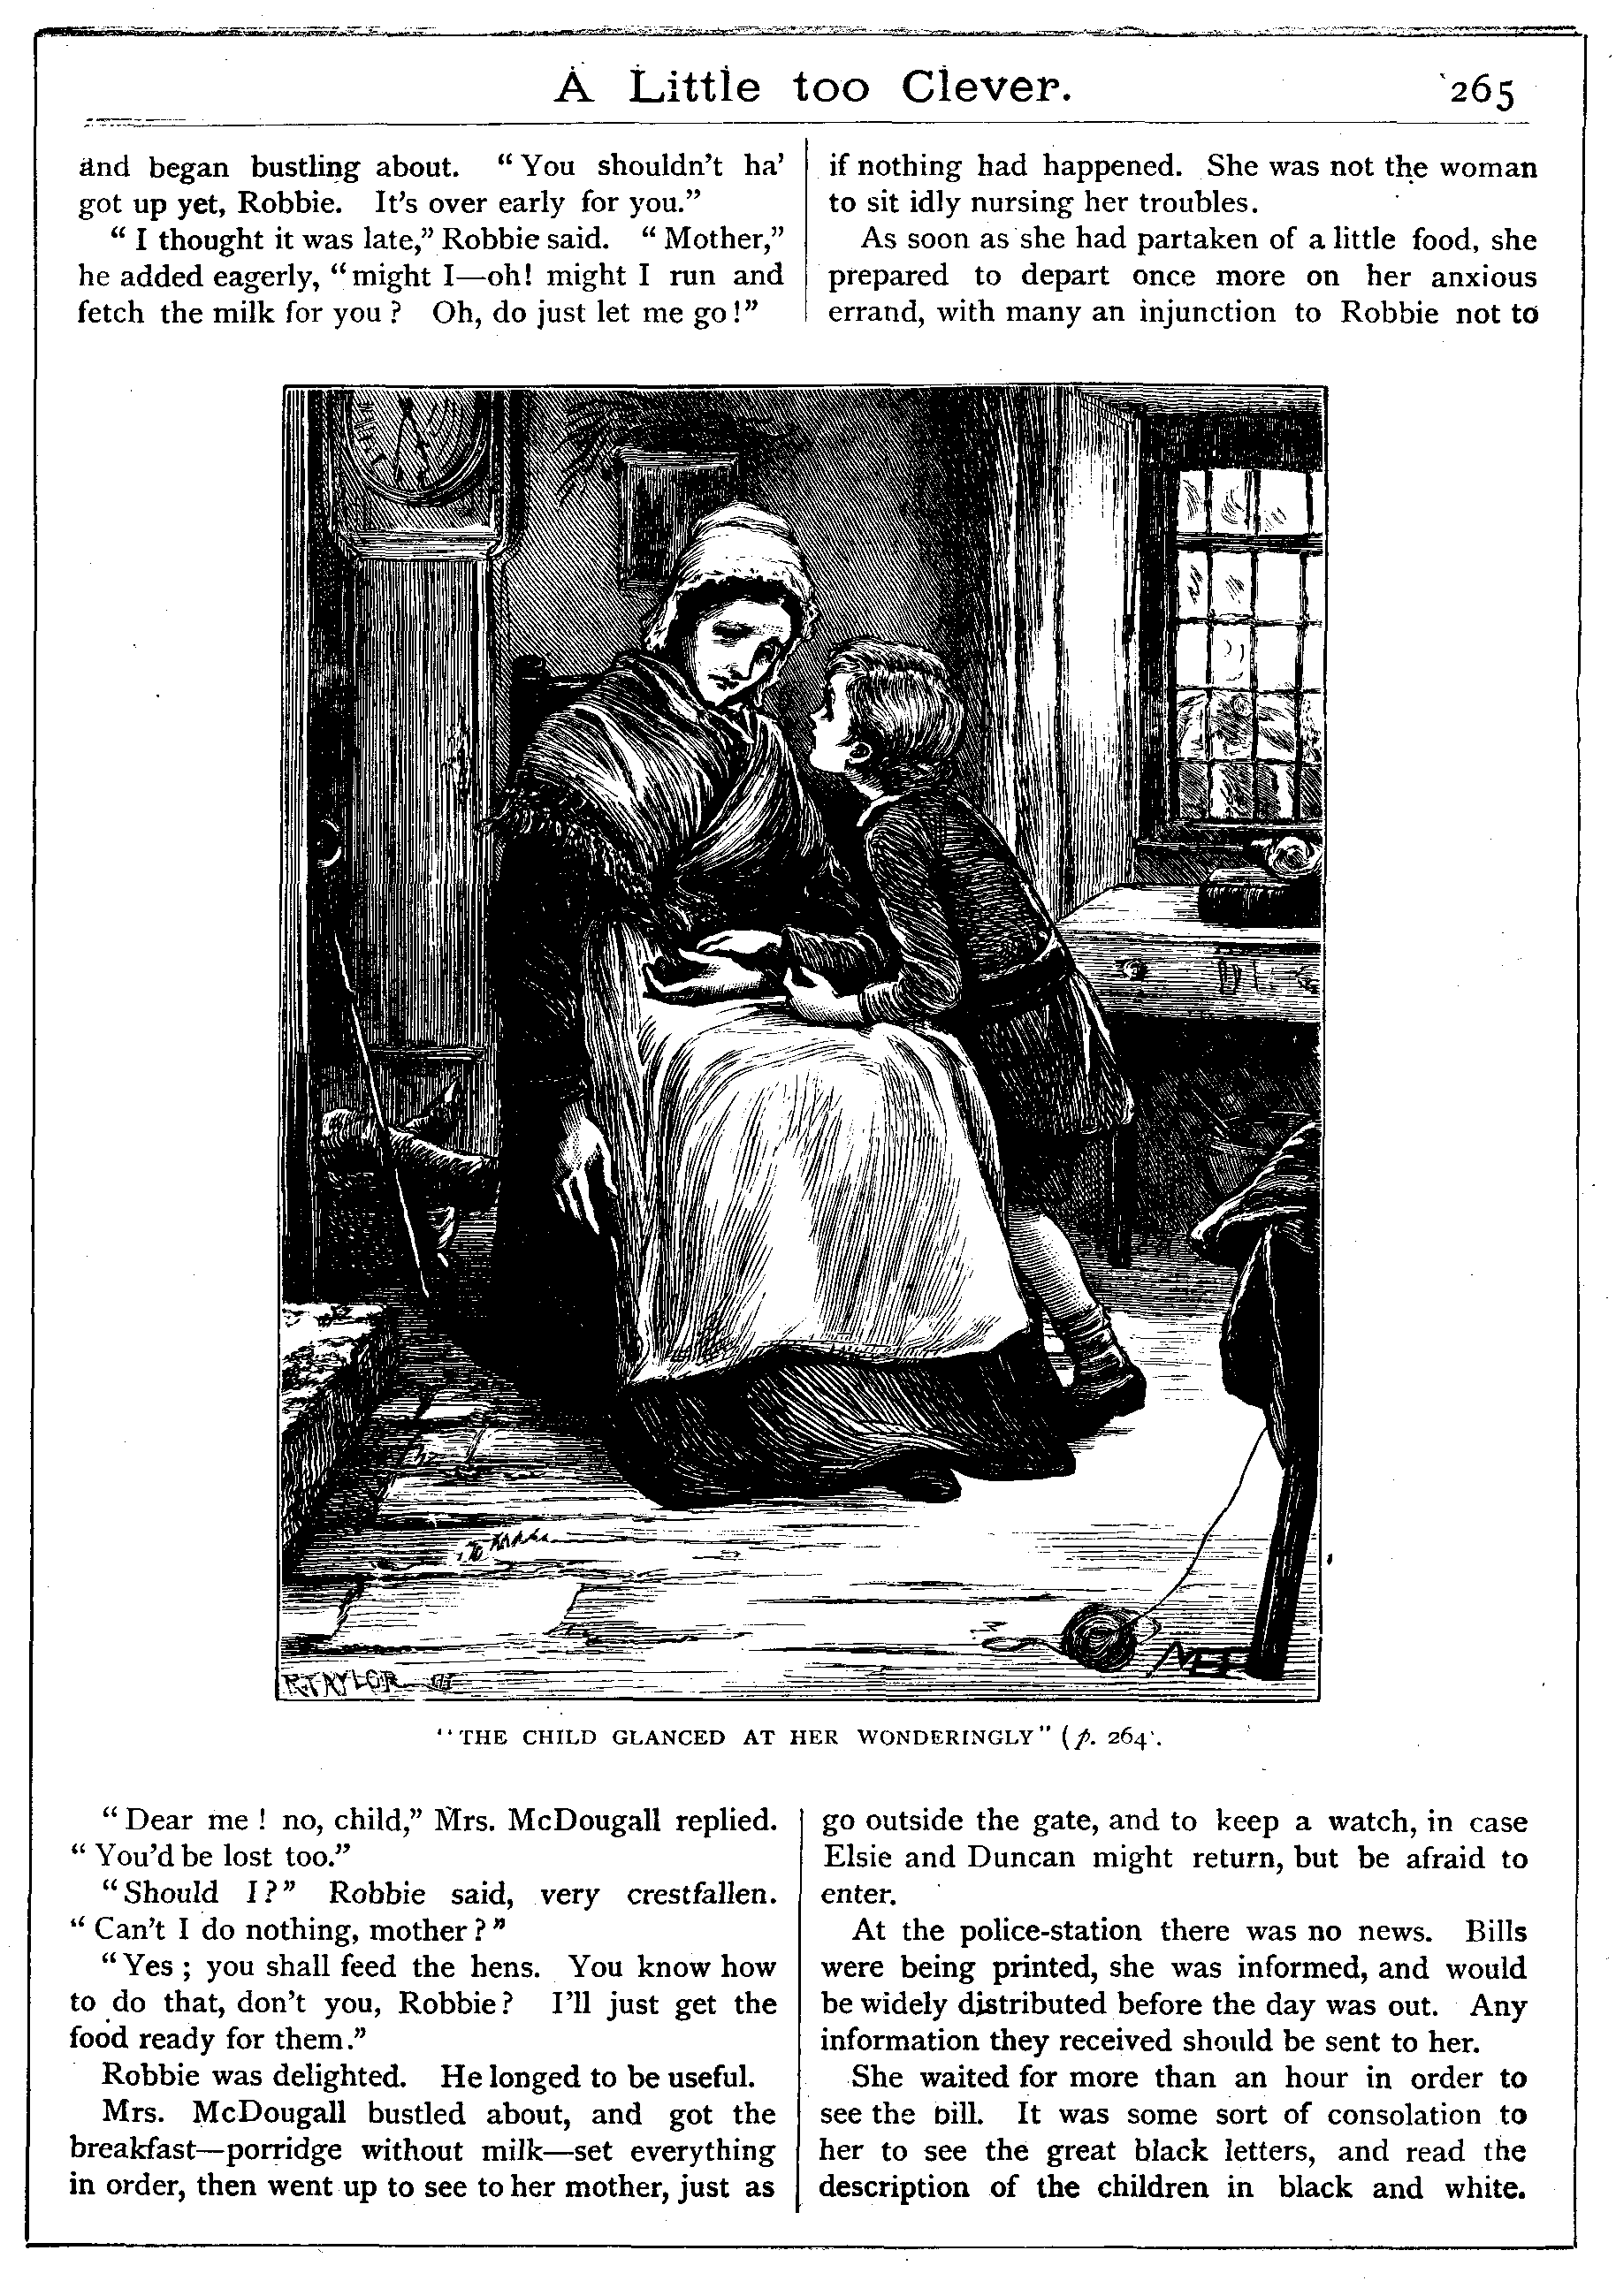 A Little too Clever.
265
and began bustling about. “You shouldn’t ha’
got up yet, Robbie. It’s over early for you.”
“I thought it was late,” Robbie said. “Mother,”
he added eagerly, “might I—oh! might I run and
fetch the milk for you? Oh, do just let me go!”
“Dear me! no, child,” Mrs. McDougall replied.
“You’d be lost too.”
“Should I?” Robbie said, very crestfallen.
“Can’t I do nothing, mother?”
“Yes; you shall feed the hens. You know how
to do that, don’t you, Robbie? I’ll just get the
food ready for them.”
Robbie was delighted. He longed to be useful.
Mrs. McDougall bustled about, and got the
breakfast—porridge without milk—set everything
in order, then went up to see to her mother, just as
if nothing had happened. She was not the woman
to sit idly nursing her troubles.
As soon as she had partaken of a little food, she
prepared to depart once more on her anxious
errand, with many an injunction to Robbie not to
go outside the gate, and to keep a watch, in case
Elsie and Duncan might return, but be afraid to
enter.
At the police-station there was no news. Bills
were being printed, she was informed, and would
be widely distributed before the day was out. Any
information they received should be sent to her.
She waited for more than an hour in order to
see the bill. It was some sort of consolation to
her to see the great black letters, and read the
description of the children in black and white.
R. TAYLOR
“THE CHILD GLANCED AT HER WONDERINGLY” (p. 264).